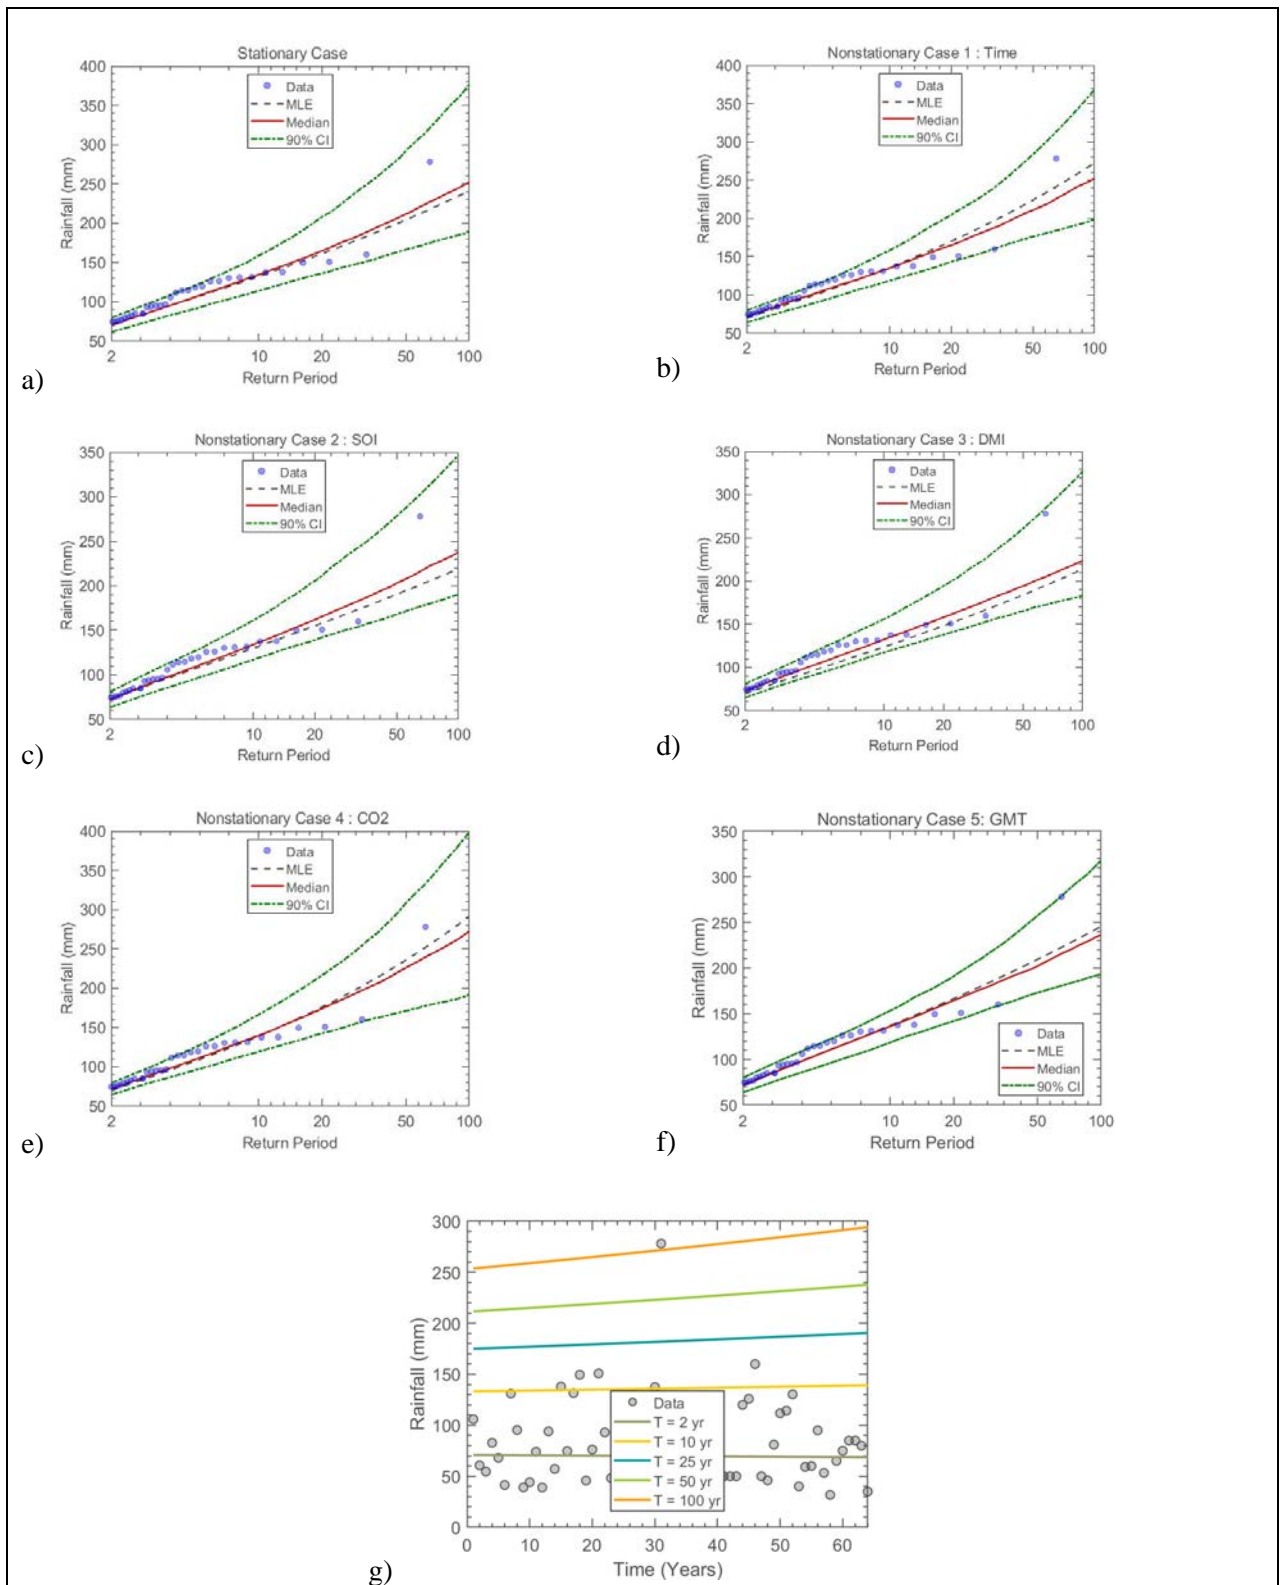 Stationary Case
400
350
300
250
200
150
100
50
Rainfall (mm)
Data
MLE
Median
90% CI
2 10 20 50 100
Return Period
a)
Nonstationary Case 1 : Time
400
350
300
250
200
150
100
50
Rainfall (mm)
Data
MLE
Median
90% CI
2 10 20 50 100
Return Period
b)
Nonstationary Case 2 : SOI
350
300
250
200
150
100
50
Rainfall (mm)
Data
MLE
Median
90% CI
2 10 20 50 100
Return Period
c)
Nonstationary Case 3 : DMI
350
300
250
200
150
100
50
Rainfall (mm)
Data
MLE
Median
90% CI
2 10 20 50 100
Return Period
d)
Nonstationary Case 4 : CO2
400
350
300
250
200
150
100
50
Rainfall (mm)
Data
MLE
Median
90% CI
2 10 20 50 100
Return Period
e)
Nonstationary Case 5: GMT
350
300
250
200
150
100
50
Rainfall (mm)
Data
MLE
Median
90% CI
2 10 20 50 100
Return Period
f)
300
250
200
150
100
50
0
Rainfall (mm)
Data
T = 2 yr
T = 10 yr
T = 25 yr
T = 50 yr
T = 100 yr
0 10 20 30 40 50 60
Time (Years)
g)